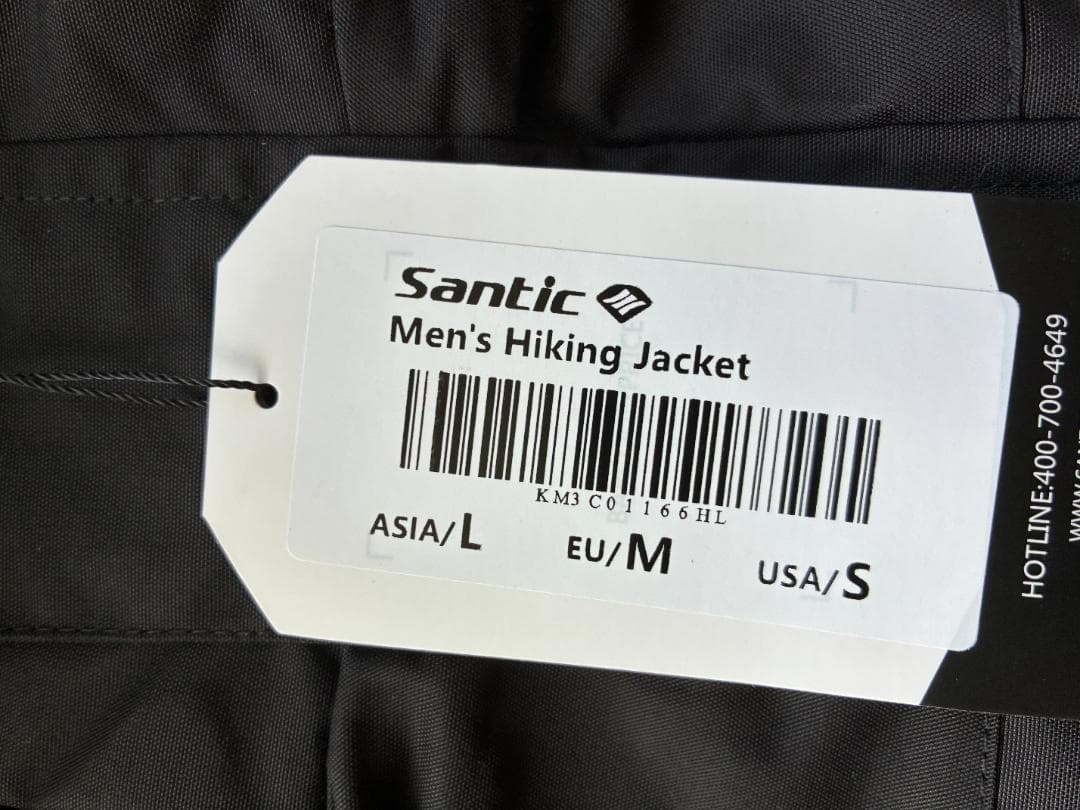 Santic
Men's Hiking Jacket
KM3C01166HL
ASIA/L EU/M USA/S
HOTLINE:400-700-4649